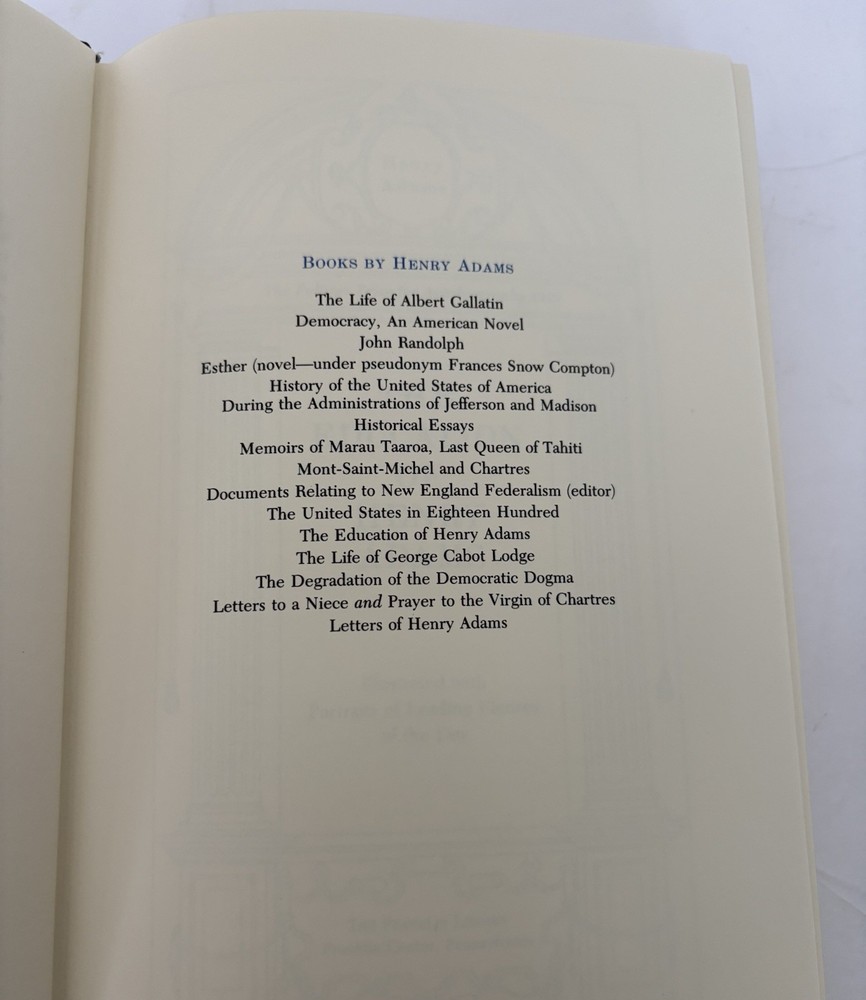 BOOKS BY HENRY ADAMS
The Life of Albert Gallatin
Democracy, An American Novel
John Randolph
Esther (novel—under pseudonym Frances Snow Compton)
History of the United States of America
During the Administrations of Jefferson and Madison
Historical Essays
Memoirs of Marau Taaroa, Last Queen of Tahiti
Mont-Saint-Michel and Chartres
Documents Relating to New England Federalism (editor)
The United States in Eighteen Hundred
The Education of Henry Adams
The Life of George Cabot Lodge
The Degradation of the Democratic Dogma
Letters to a Niece and Prayer to the Virgin of Chartres
Letters of Henry Adams